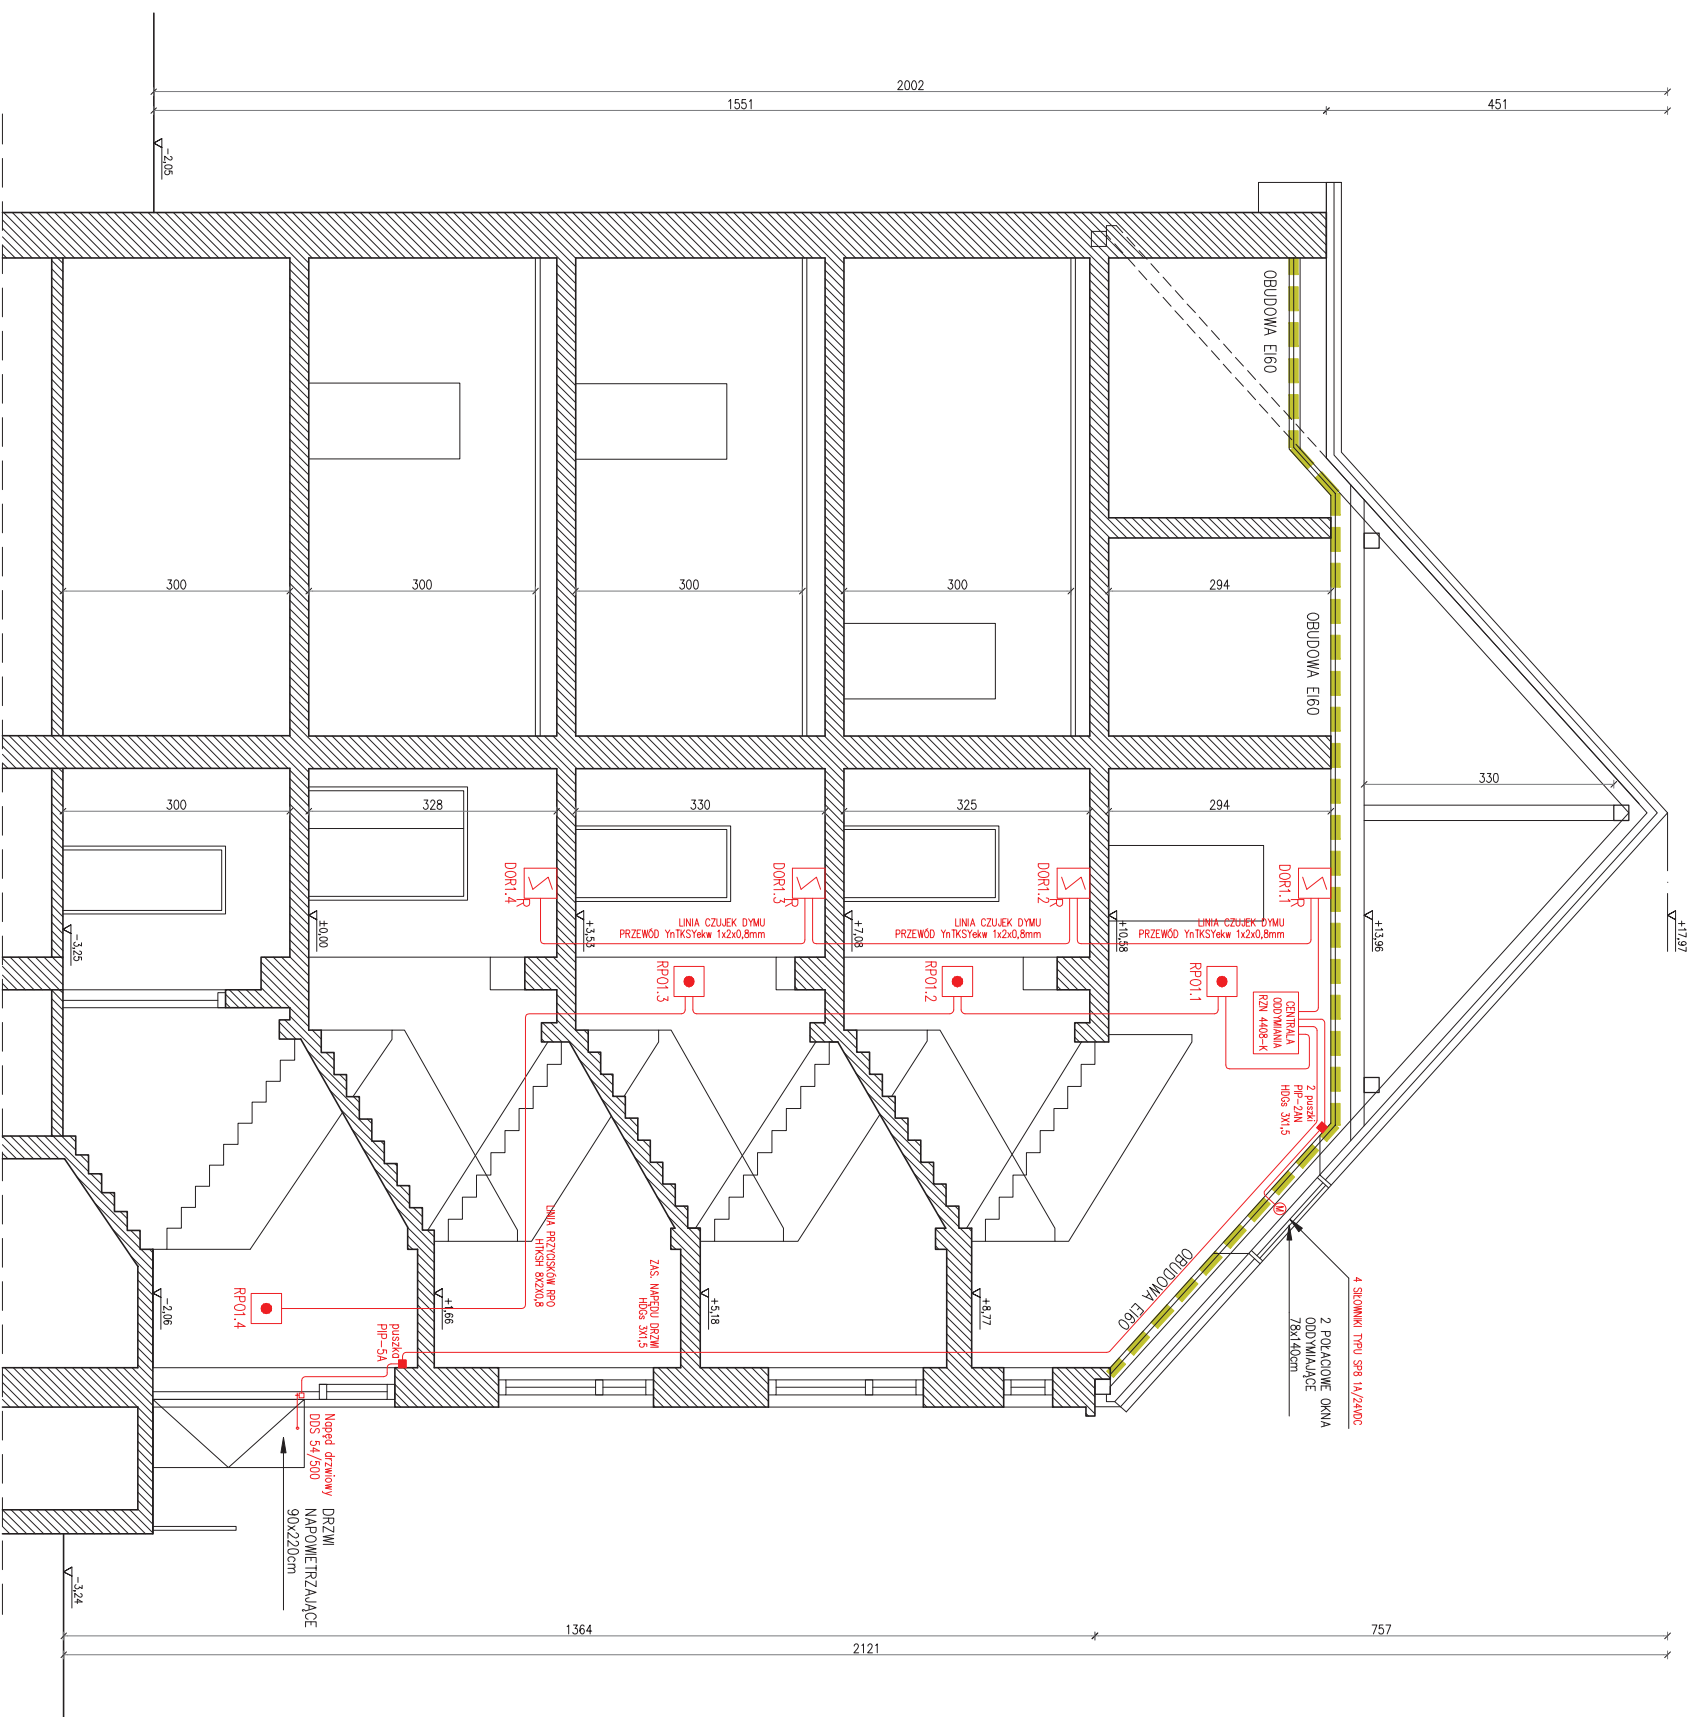 2002
1551
451
-2,05
OBUDOWA EI60
300
300
300
300
294
OBUDOWA EI60
330
300
328
330
325
294
DOR1.4
R
DOR1.3
R
DOR1.2
R
DOR1.1
R
-3,25
±0,00
+3,53
+7,08
+10,58
+13,96
+17,97
LINIA CZUJEK DYMU
PRZEWÓD YnTKSYekw 1x2x0,8mm
LINIA CZUJEK DYMU
PRZEWÓD YnTKSYekw 1x2x0,8mm
LINIA CZUJEK DYMU
PRZEWÓD YnTKSYekw 1x2x0,8mm
RPO1.3
RPO1.2
RPO1.1
CENTRALA
ODDYMIANIA
RZN 4408-K
2 puszki
PIP-2AN
HDGs 3X1,5
M
LINIA PRZYCISKÓW RPO
HTKSH 8X2X0,8
ZAS. NAPĘDU DRZWI
HDGs 3X1,5
OBUDOWA EI60
4 SIŁOWNIKI TYPU SPB 1A/24VDC
2 POŁACIOWE OKNA
ODDYMIAJĄCE
78x140cm
RPO1.4
-2,06
+1,66
+5,18
+8,77
puszka
PIP-5A
Napęd drzwiowy
DDS 54/500
DRZWI
NAPOWIETRZAJĄCE
90x220cm
-3,24
1364
757
2121